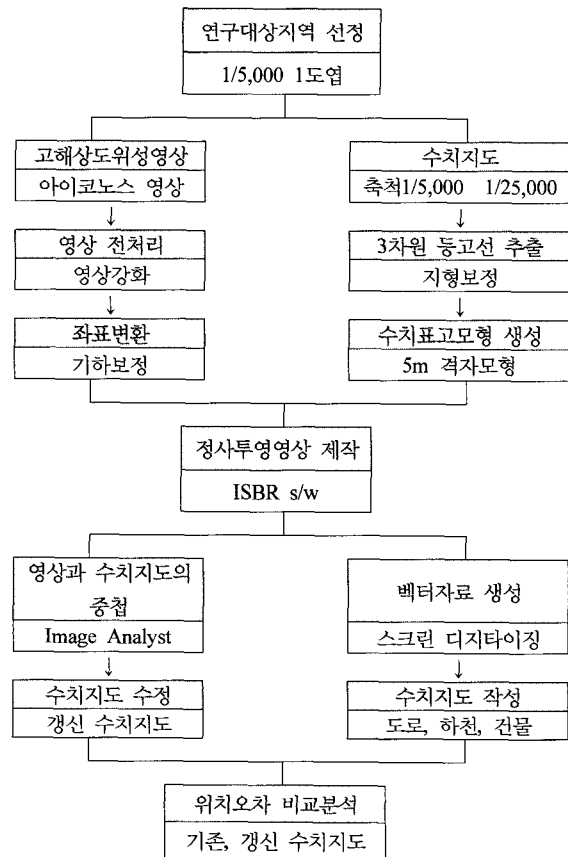 연구대상지역 선정
1/5,000 1도엽
고해상도위성영상
아이코노스 영상
↓
영상 전처리
영상강화
↓
좌표변환
기하보정
수치지도
축척1/5,000 1/25,000
↓
3차원 등고선 추출
지형보정
↓
수치표고모형 생성
5m 격자모형
정사투영영상 제작
ISBR s/w
영상과 수치지도의
중첩
Image Analyst
↓
수치지도 수정
갱신 수치지도
벡터자료 생성
스크린 디지타이징
↓
수치지도 작성
도로, 하천, 건물
위치오차 비교분석
기존, 갱신 수치지도